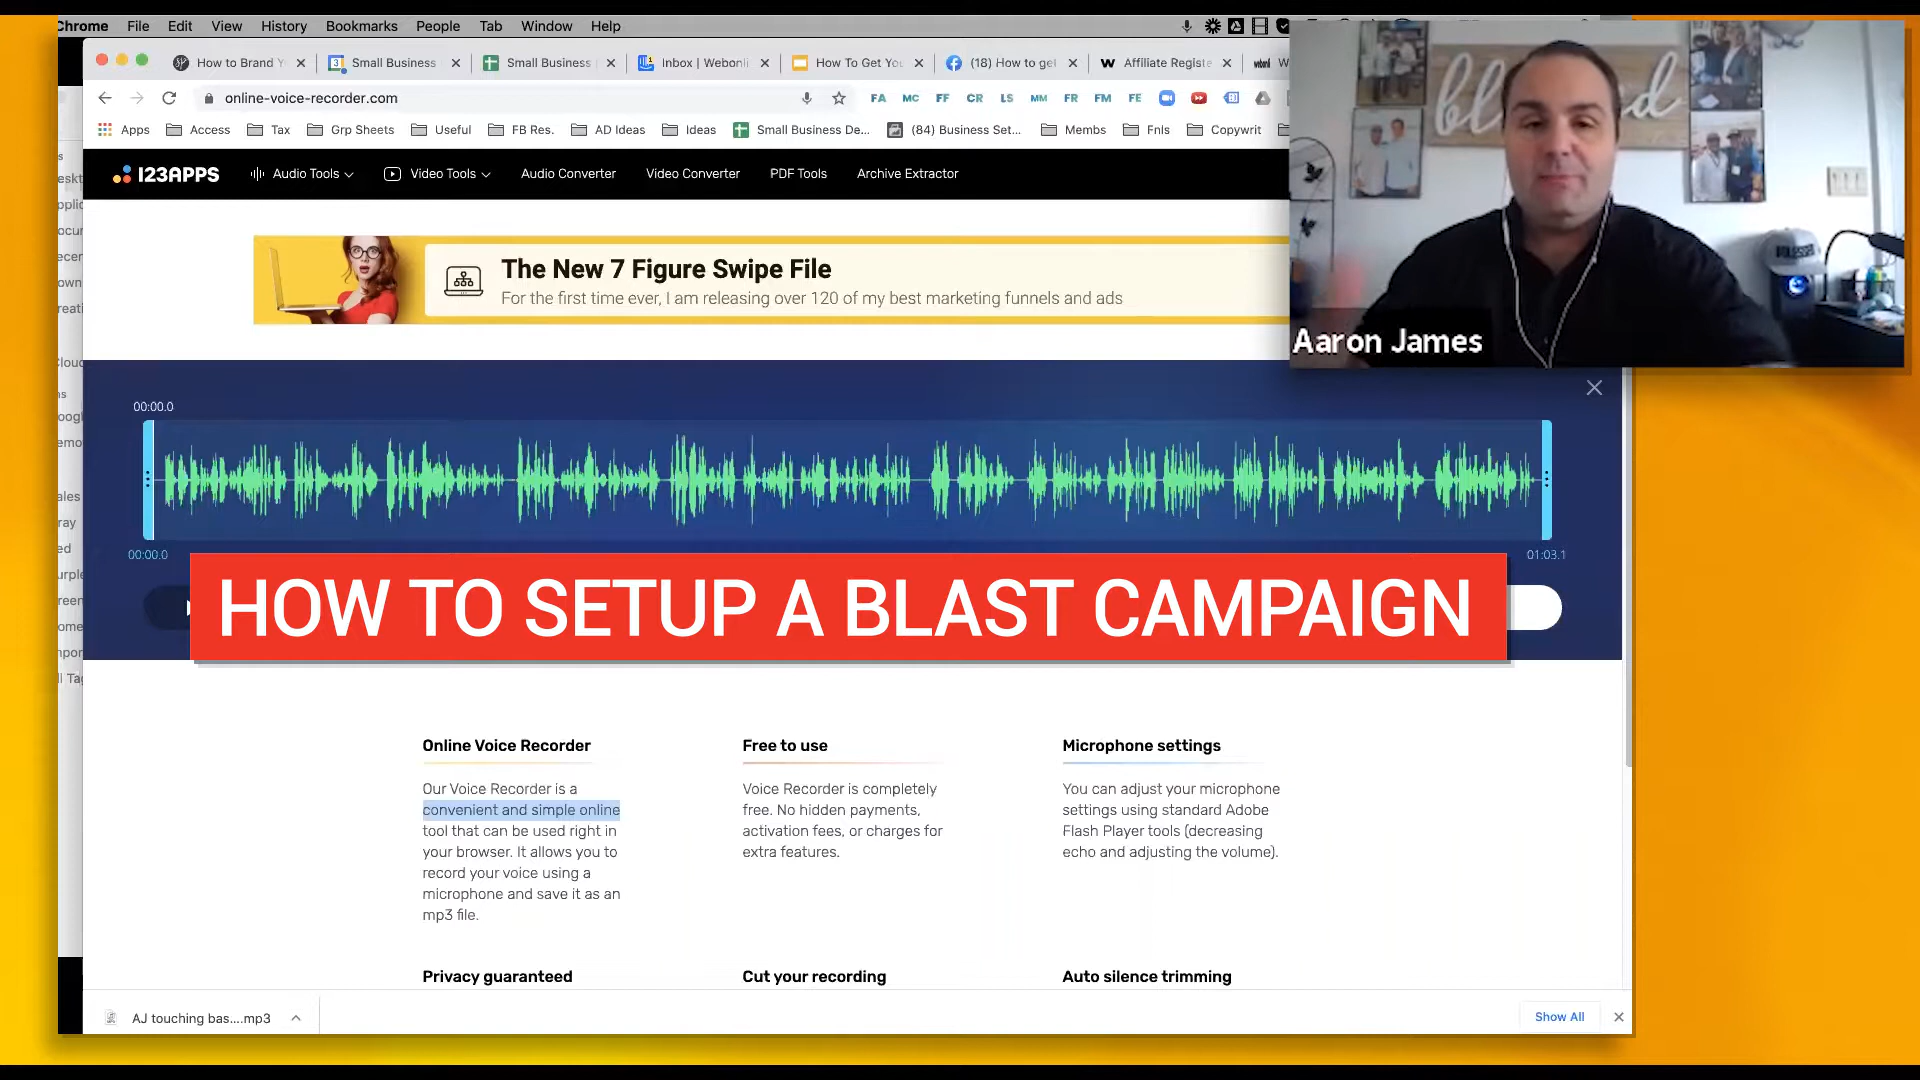 Chrome File Edit View History Bookmarks People Tab Window Help
How to Brand Y Small Business Small Business Inbox | Webonli How To Get You (18) How to get Affiliate Registe
online-voice-recorder.com FA MC FF CR LS MM FR FM FE
Apps Access Tax Grp Sheets Useful FB Res. AD Ideas Ideas Small Business De... (84) Business Set... Membs Fnls Copywrit
123APPS Audio Tools Video Tools Audio Converter Video Converter PDF Tools Archive Extractor
blessed
The New 7 Figure Swipe File
For the first time ever, I am releasing over 120 of my best marketing funnels and ads
Aaron James
00:00.0
00:00.0 01:03.1
HOW TO SETUP A BLAST CAMPAIGN
Online Voice Recorder
Our Voice Recorder is a
convenient and simple online
tool that can be used right in
your browser. It allows you to
record your voice using a
microphone and save it as an
mp3 file.
Free to use
Voice Recorder is completely
free. No hidden payments,
activation fees, or charges for
extra features.
Microphone settings
You can adjust your microphone
settings using standard Adobe
Flash Player tools (decreasing
echo and adjusting the volume).
Privacy guaranteed Cut your recording Auto silence trimming
AJ touching bas....mp3 Show All